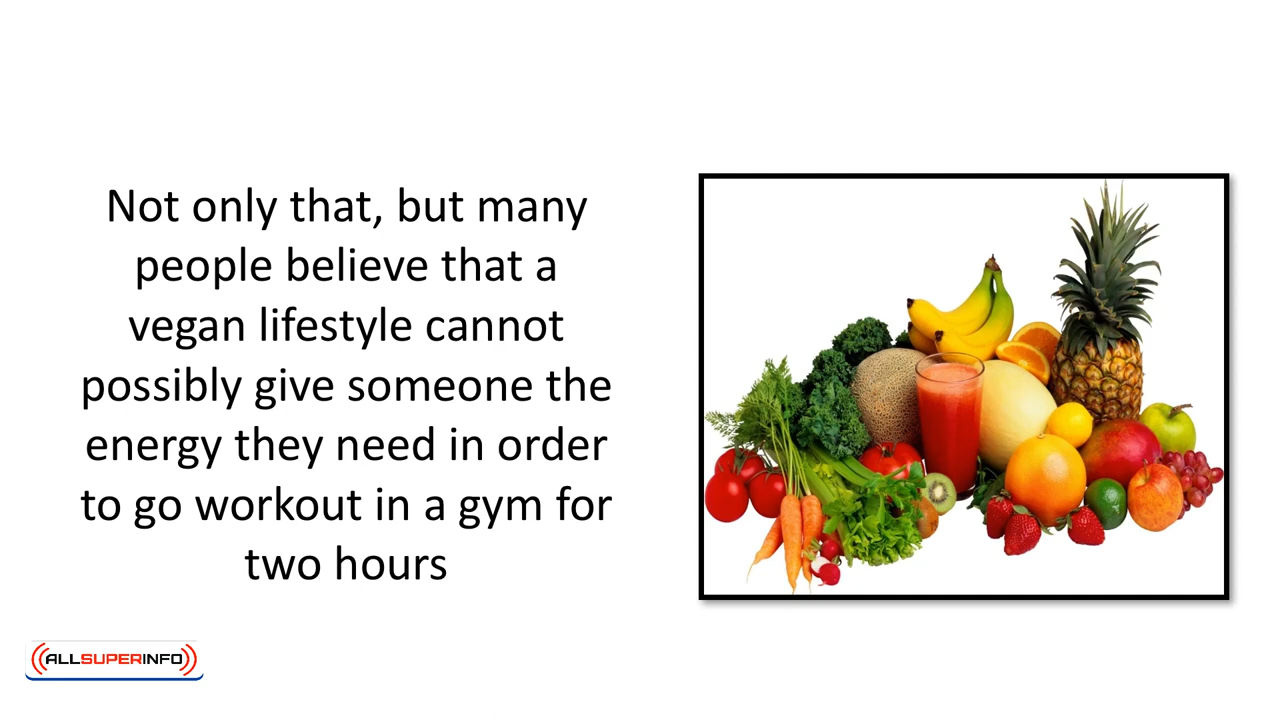 Not only that, but many
people believe that a
vegan lifestyle cannot
possibly give someone the
energy they need in order
to go workout in a gym for
two hours
ALLSUPERINFO